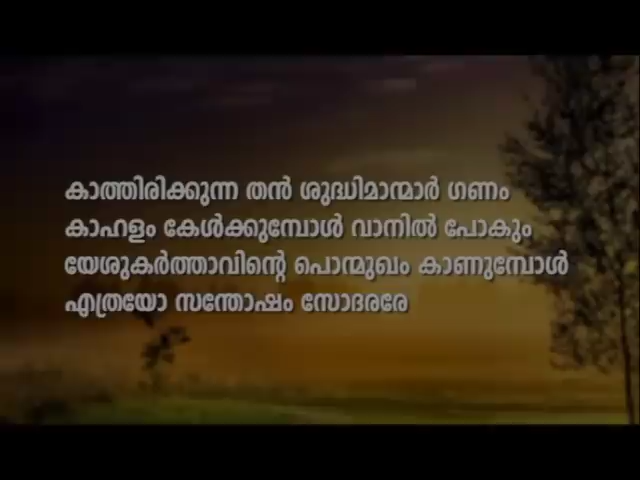 കാത്തിരിക്കുന്ന തൻ ശുദ്ധിമാന്മാർ ഗണം
കാഹളം കേൾക്കുമ്പോൾ വാനിൽ പോകും
യേശുകർത്താവിന്റെ പൊന്മുഖം കാണുമ്പോൾ
എത്രയോ സന്തോഷം സോദരരേ